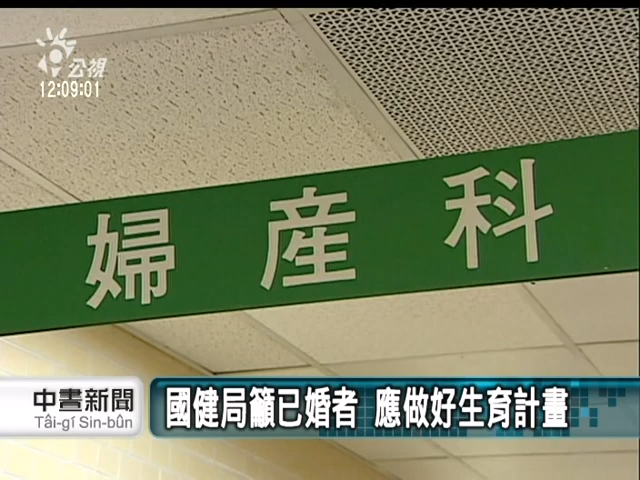 公視
12:09:01
婦産科
中晝新聞
Tâi-gí Sin-bûn
國健局籲已婚者 應做好生育計畫